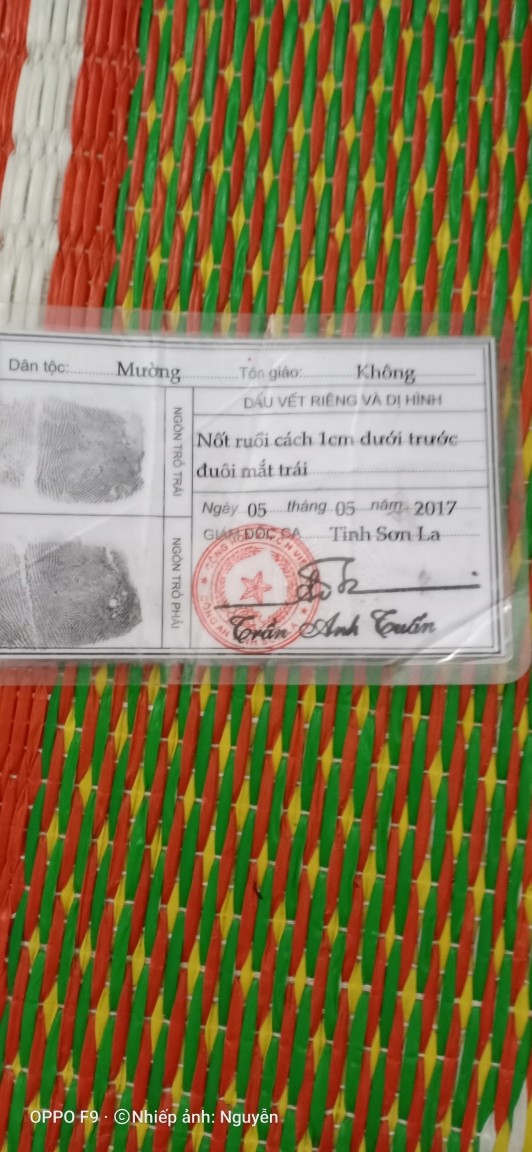 Dân tộc: Mường Tôn giáo: Không
DẤU VẾT RIÊNG VÀ DỊ HÌNH
NGÓN TRỎ TRÁI
Nốt ruồi cách 1cm dưới trước
đuôi mắt trái
Ngày 05 tháng 05 năm 2017
NGÓN TRỎ PHẢI
GIÁM ĐỐC CA Tỉnh Sơn La
Trần Anh Tuấn
OPPO F9 · ©Nhiếp ảnh: Nguyễn